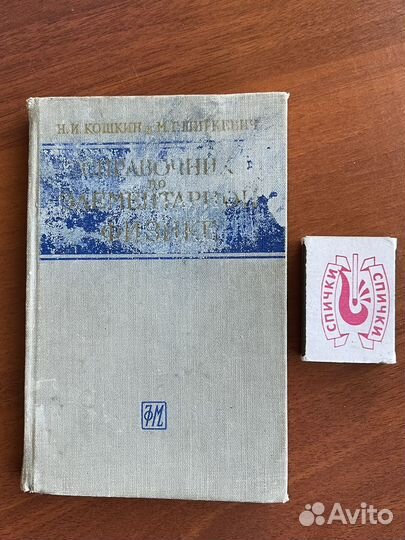 Н.И.КОШКИН и М.Г.ШИРКЕВИЧ
СПРАВОЧНИК
по
ЭЛЕМЕНТАРНОЙ
ФИЗИКЕ
ФМ
СПИЧКИ
СПИЧКИ
Avito